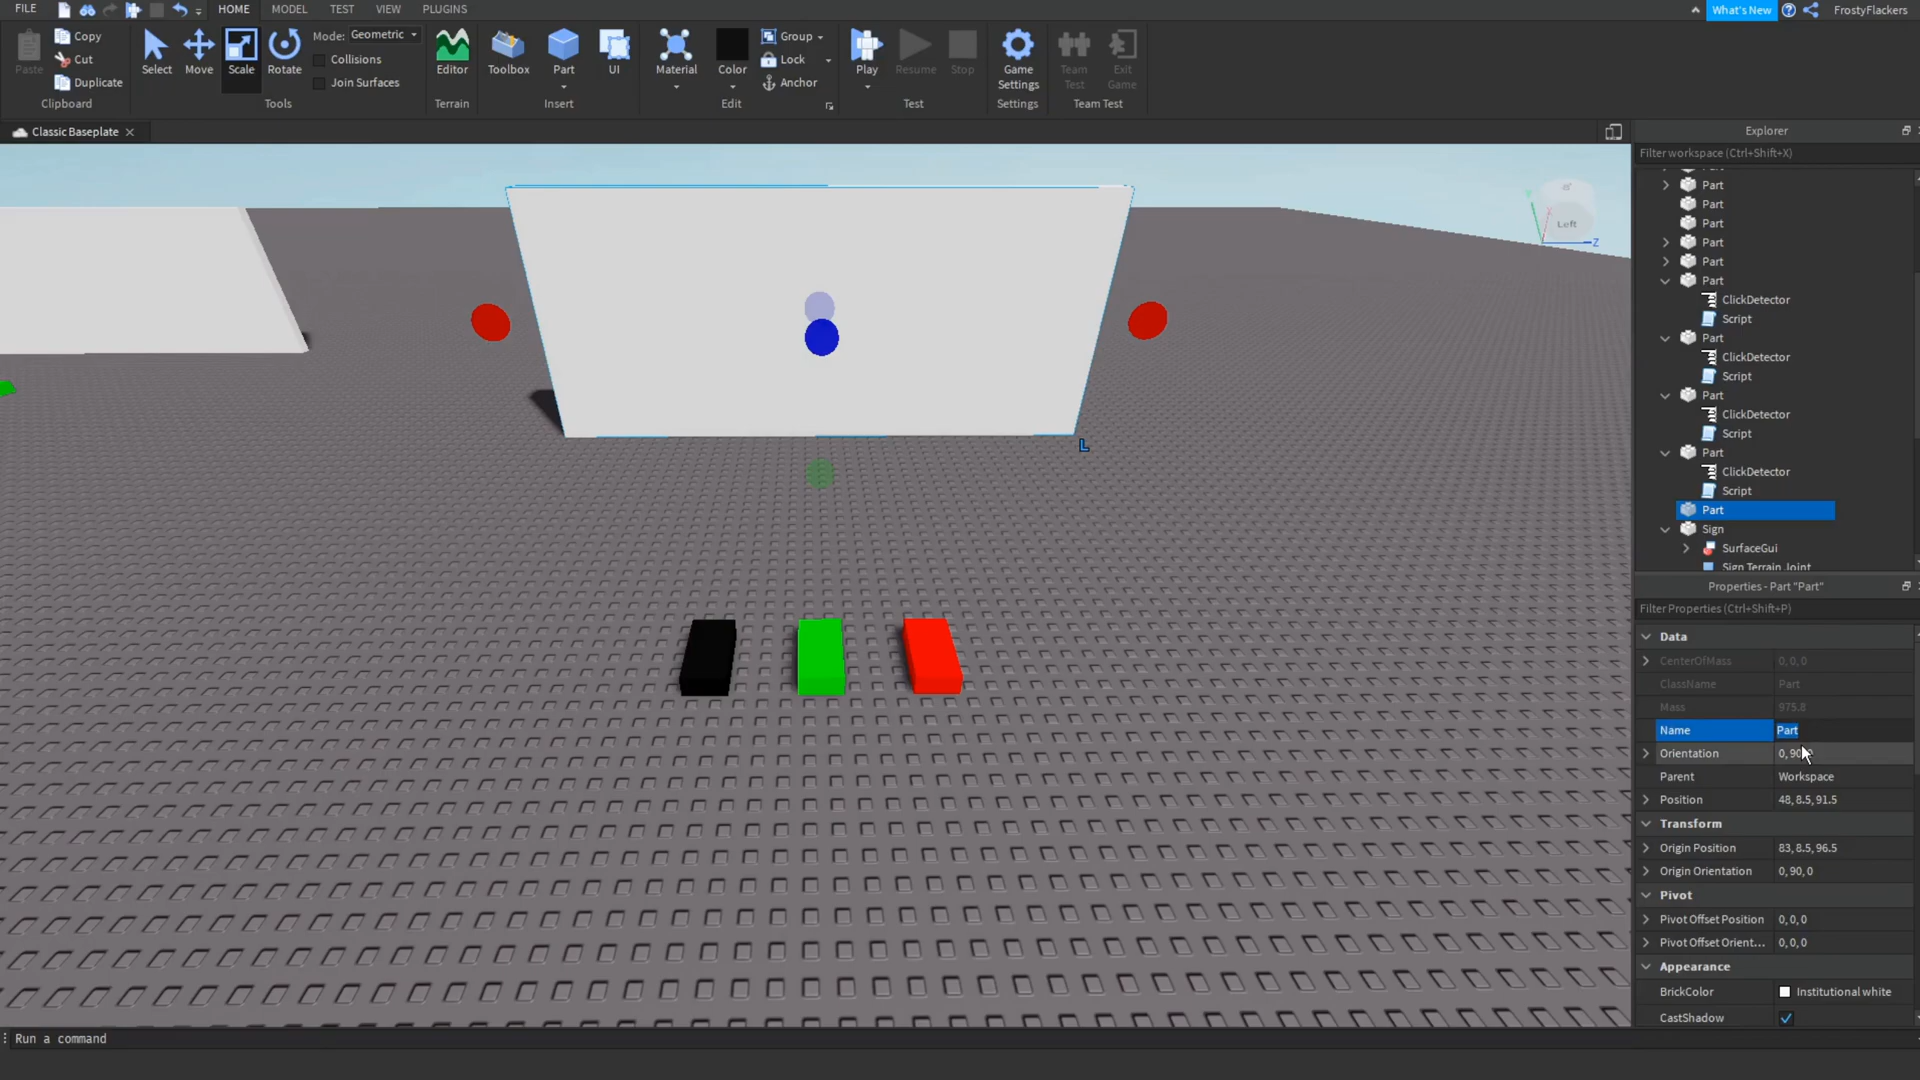 FILE HOME MODEL TEST VIEW PLUGINS What's New FrostyFlackers
Paste Copy Cut Duplicate
Clipboard
Select Move Scale Rotate
Mode: Geometric
Collisions
Join Surfaces
Tools
Editor
Terrain
Toolbox Part UI
Insert
Material Color Group Lock Anchor
Edit
Play Resume Stop
Test
Game Settings
Settings
Team Test Exit Game
Team Test
Classic Baseplate
Left
Z
L
Explorer
Filter workspace (Ctrl+Shift+X)
Part
Part
Part
Part
Part
Part
ClickDetector
Script
Part
ClickDetector
Script
Part
ClickDetector
Script
Part
ClickDetector
Script
Part
Sign
SurfaceGui
Sign Terrain Joint
Properties - Part "Part"
Filter Properties (Ctrl+Shift+P)
Data
CenterOfMass 0, 0, 0
ClassName Part
Mass 975.8
Name Part
Orientation 0, 90,
Parent Workspace
Position 48, 8.5, 91.5
Transform
Origin Position 83, 8.5, 96.5
Origin Orientation 0, 90, 0
Pivot
Pivot Offset Position 0, 0, 0
Pivot Offset Orient... 0, 0, 0
Appearance
BrickColor Institutional white
CastShadow
Run a command